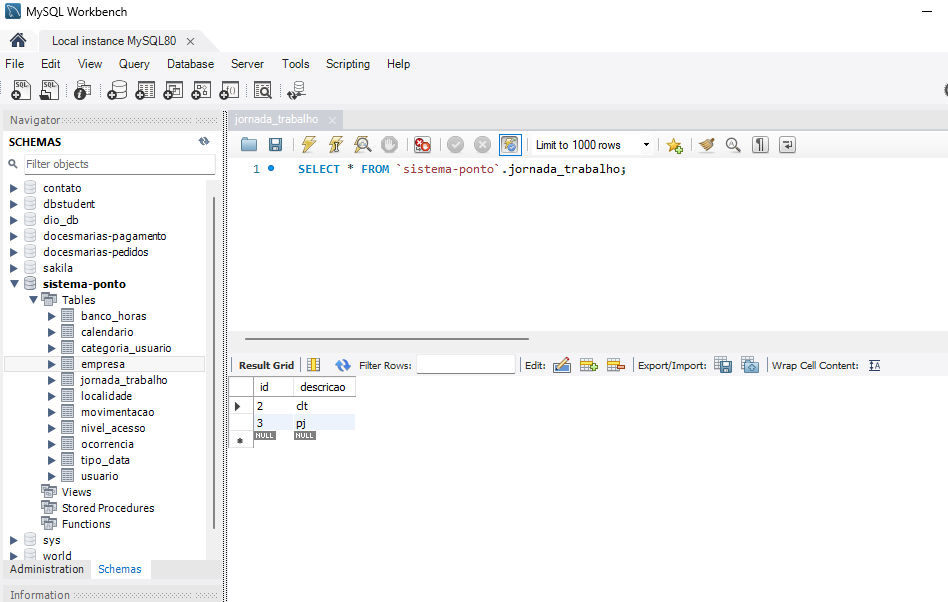 MySQL Workbench
Local instance MySQL80
File Edit View Query Database Server Tools Scripting Help
Navigator
jornada_trabalho
SCHEMAS
Limit to 1000 rows
Filter objects
1 SELECT * FROM `sistema-ponto`.jornada_trabalho;
contato
dbstudent
dio_db
docesmarias-pagamento
docesmarias-pedidos
sakila
sistema-ponto
Tables
banco_horas
calendario
categoria_usuario
empresa
jornada_trabalho
localidade
movimentacao
nivel_acesso
ocorrencia
tipo_data
usuario
Views
Stored Procedures
Functions
sys
world
Result Grid Filter Rows: Edit: Export/Import: Wrap Cell Content:
id descricao
2 clt
3 pj
NULL NULL
Administration Schemas
Information